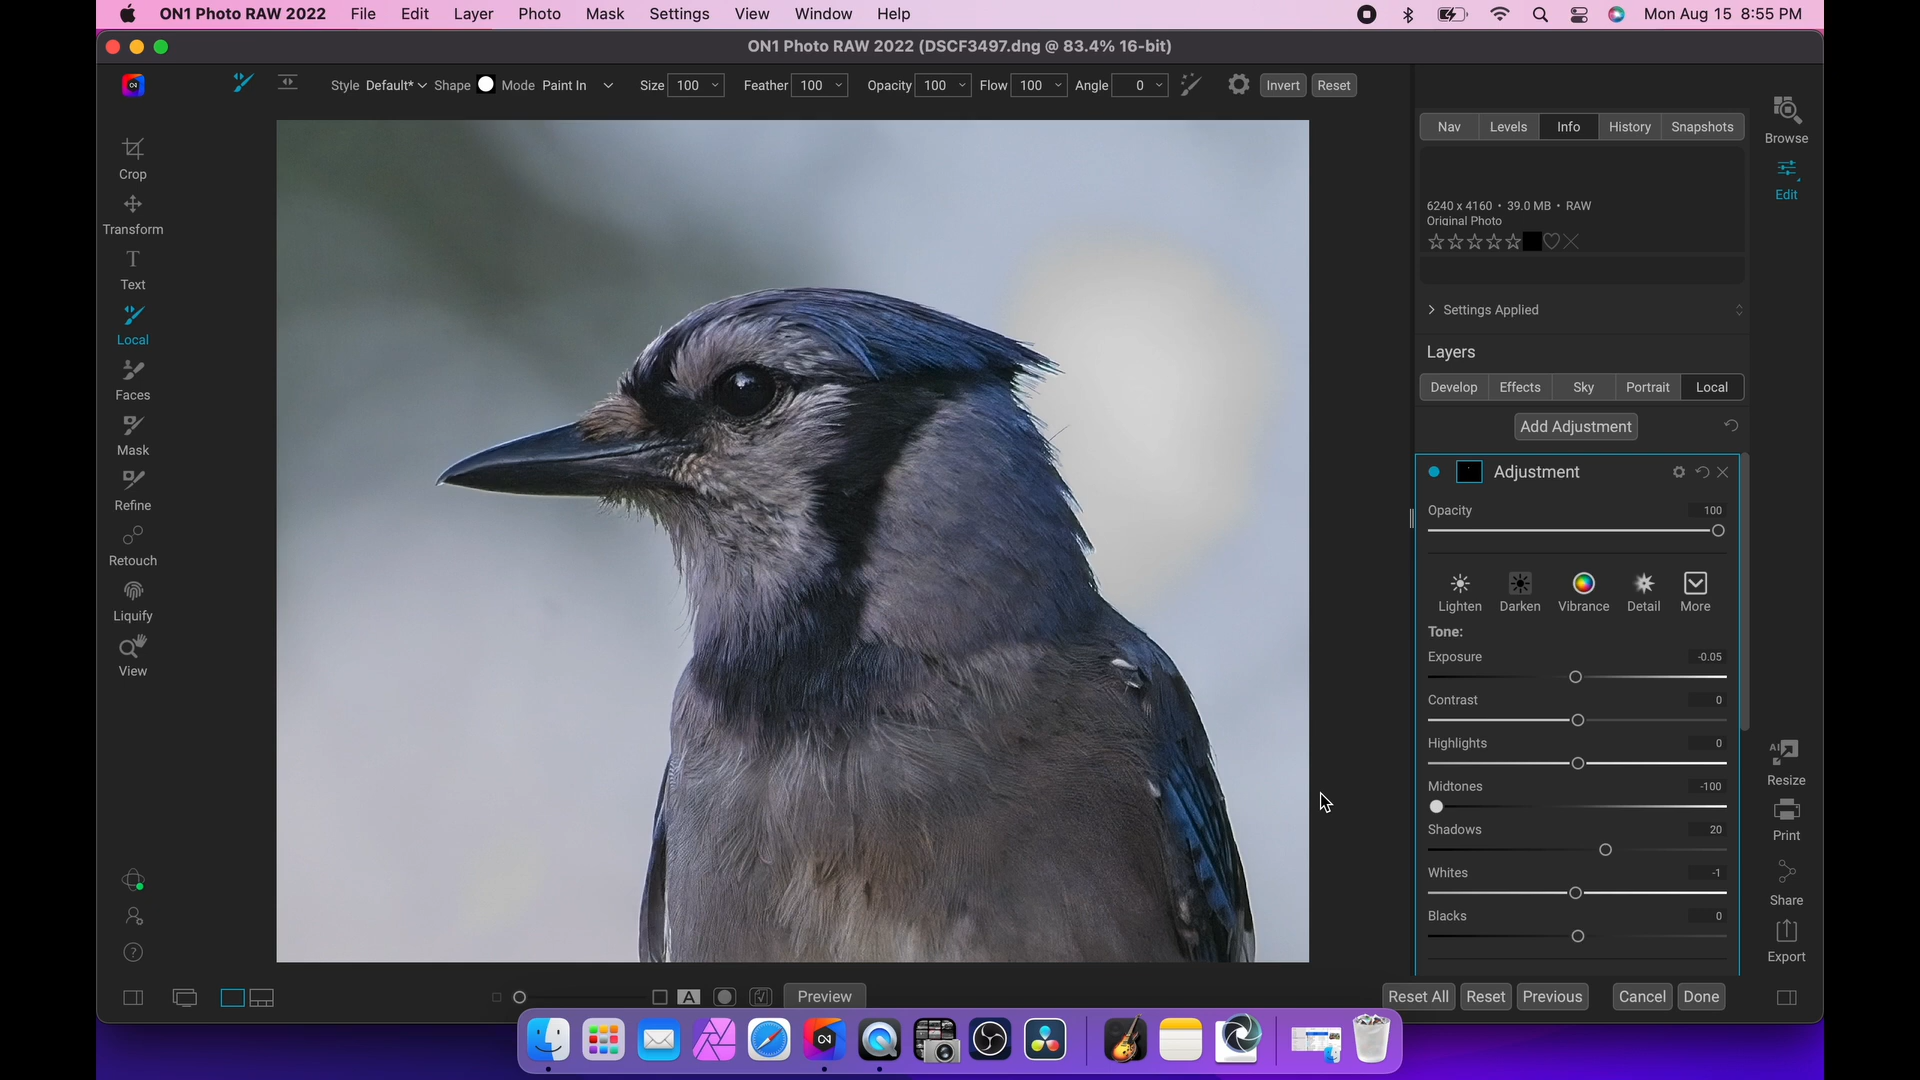 ON1 Photo RAW 2022 File Edit Layer Photo Mask Settings View Window Help Mon Aug 15 8:55 PM
ON1 Photo RAW 2022 (DSCF3497.dng @ 83.4% 16-bit)
Style Default* Shape Mode Paint In Size 100 Feather 100 Opacity 100 Flow 100 Angle 0 Invert Reset
Crop
Transform
Text
Local
Faces
Mask
Refine
Retouch
Liquify
View
Nav Levels Info History Snapshots
6240 x 4160 • 39.0 MB • RAW
Original Photo
Settings Applied
Layers
Develop Effects Sky Portrait Local
Add Adjustment
Adjustment
Opacity 100
Lighten Darken Vibrance Detail More
Tone:
Exposure -0.05
Contrast 0
Highlights 0
Midtones -100
Shadows 20
Whites -1
Blacks 0
Browse
Edit
AI
Resize
Print
Share
Export
A Preview Reset All Reset Previous Cancel Done